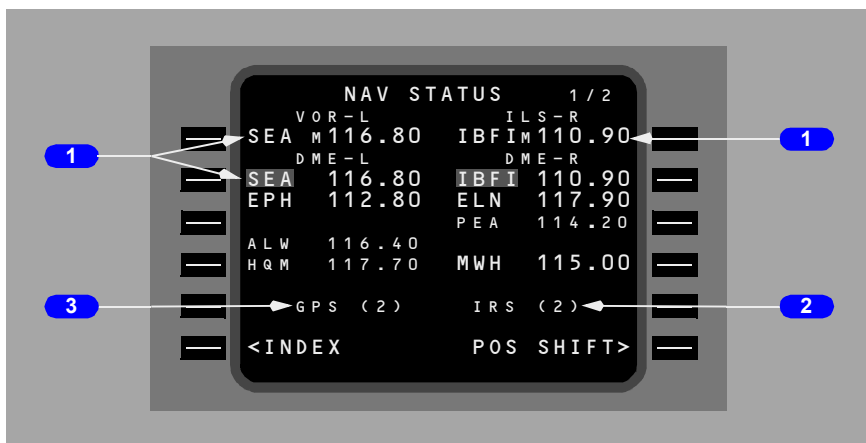 NAV STATUS 1/2
VOR-L ILS-R
SEA M116.80 IBFIM110.90
1 1
DME-L DME-R
SEA 116.80 IBFI 110.90
EPH 112.80 ELN 117.90
PEA 114.20
ALW 116.40
HQM 117.70 MWH 115.00
3 GPS (2) IRS (2) 2
<INDEX POS SHIFT>